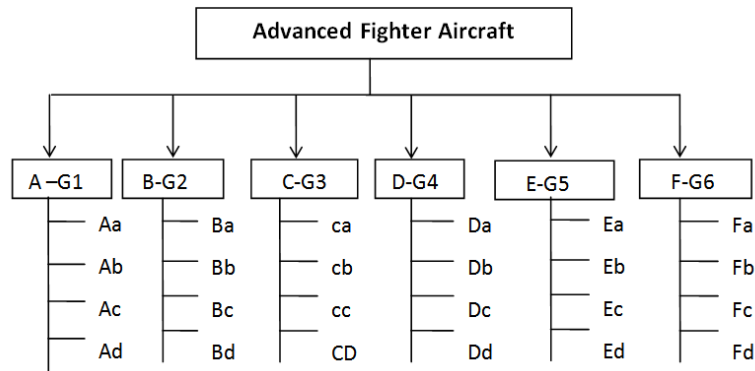 Advanced Fighter Aircraft
A –G1
B-G2
C-G3
D-G4
E-G5
F-G6
Aa
Ba
ca
Da
Ea
Fa
Ab
Bb
cb
Db
Eb
Fb
Ac
Bc
cc
Dc
Ec
Fc
Ad
Bd
CD
Dd
Ed
Fd